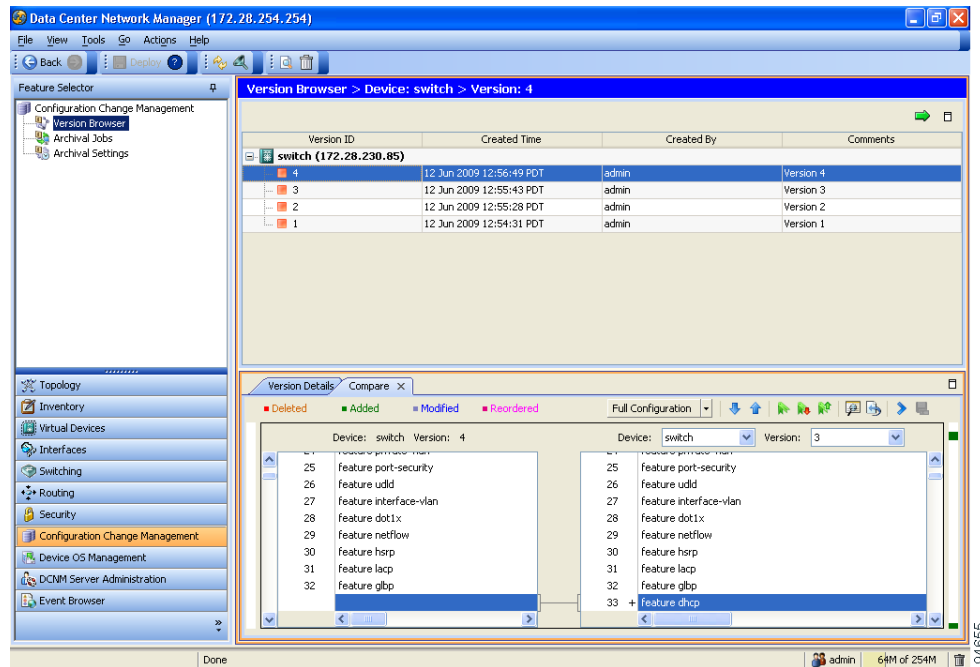 Data Center Network Manager (172.28.254.254)
File View Tools Go Actions Help
Back Deploy
Feature Selector
Version Browser > Device: switch > Version: 4
Configuration Change Management
Version Browser
Archival Jobs
Archival Settings
Version ID Created Time Created By Comments
switch (172.28.230.85)
4 12 Jun 2009 12:56:49 PDT admin Version 4
3 12 Jun 2009 12:55:43 PDT admin Version 3
2 12 Jun 2009 12:55:28 PDT admin Version 2
1 12 Jun 2009 12:54:31 PDT admin Version 1
Topology
Inventory
Virtual Devices
Interfaces
Switching
Routing
Security
Configuration Change Management
Device OS Management
DCNM Server Administration
Event Browser
Version Details Compare
Deleted Added Modified Reordered Full Configuration
Device: switch Version: 4
25 feature port-security
26 feature udld
27 feature interface-vlan
28 feature dot1x
29 feature netflow
30 feature hsrp
31 feature lacp
32 feature glbp
Device: switch Version: 3
25 feature port-security
26 feature udld
27 feature interface-vlan
28 feature dot1x
29 feature netflow
30 feature hsrp
31 feature lacp
32 feature glbp
33 + feature dhcp
Done admin 64M of 254M